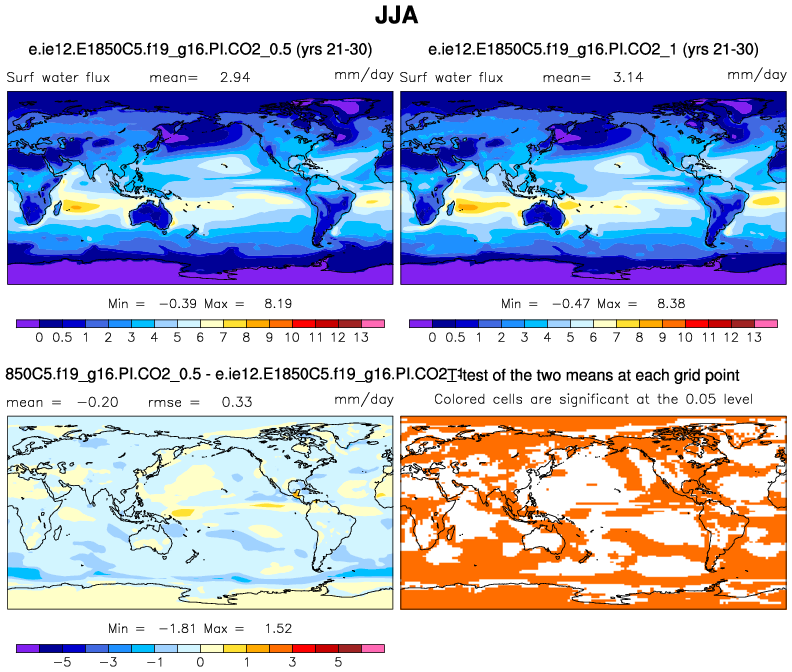 JJA
e.ie12.E1850C5.f19_g16.PI.CO2_0.5 (yrs 21-30)
Surf water flux mean= 2.94 mm/day
Min = -0.39 Max = 8.19
0 0.5 1 2 3 4 5 6 7 8 9 10 11 12 13
e.ie12.E1850C5.f19_g16.PI.CO2_1 (yrs 21-30)
Surf water flux mean= 3.14 mm/day
Min = -0.47 Max = 8.38
0 0.5 1 2 3 4 5 6 7 8 9 10 11 12 13
850C5.f19_g16.PI.CO2_0.5 - e.ie12.E1850C5.f19_g16.PI.CO2_1
mean = -0.20 rmse = 0.33 mm/day
Min = -1.81 Max = 1.52
-5 -3 -1 0 1 3 5
T-test of the two means at each grid point
Colored cells are significant at the 0.05 level